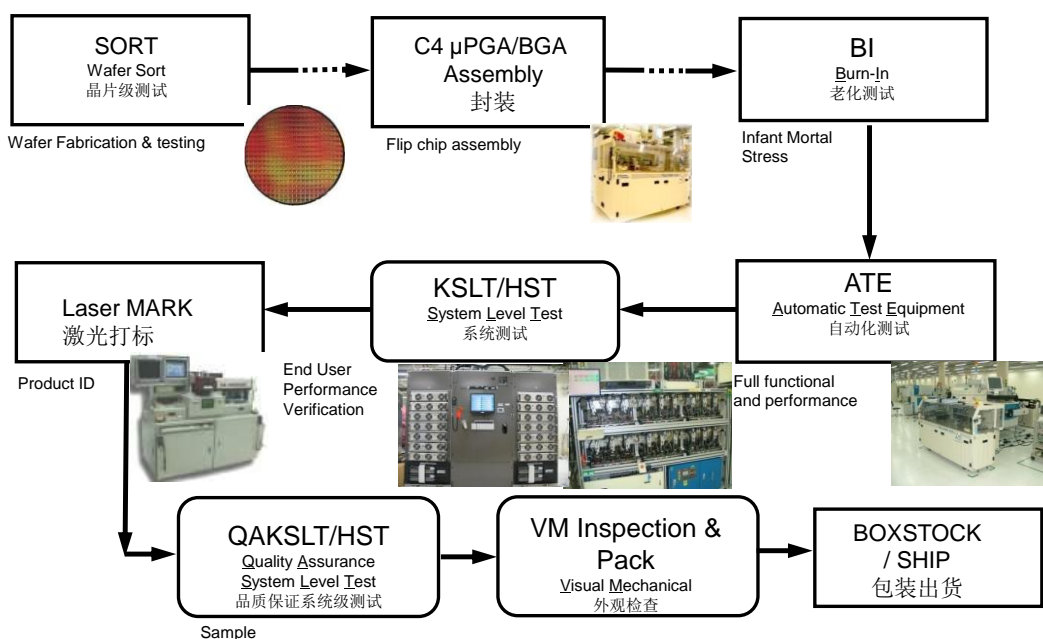 SORT
Wafer Sort
晶片级测试
Wafer Fabrication & testing
C4 µPGA/BGA
Assembly
封装
Flip chip assembly
BI
Burn-In
老化测试
Infant Mortal
Stress
ATE
Automatic Test Equipment
自动化测试
Full functional
and performance
KSLT/HST
System Level Test
系统测试
End User
Performance
Verification
Laser MARK
激光打标
Product ID
QAKSLT/HST
Quality Assurance
System Level Test
品质保证系统级测试
Sample
VM Inspection &
Pack
Visual Mechanical
外观检查
BOXSTOCK
/ SHIP
包装出货